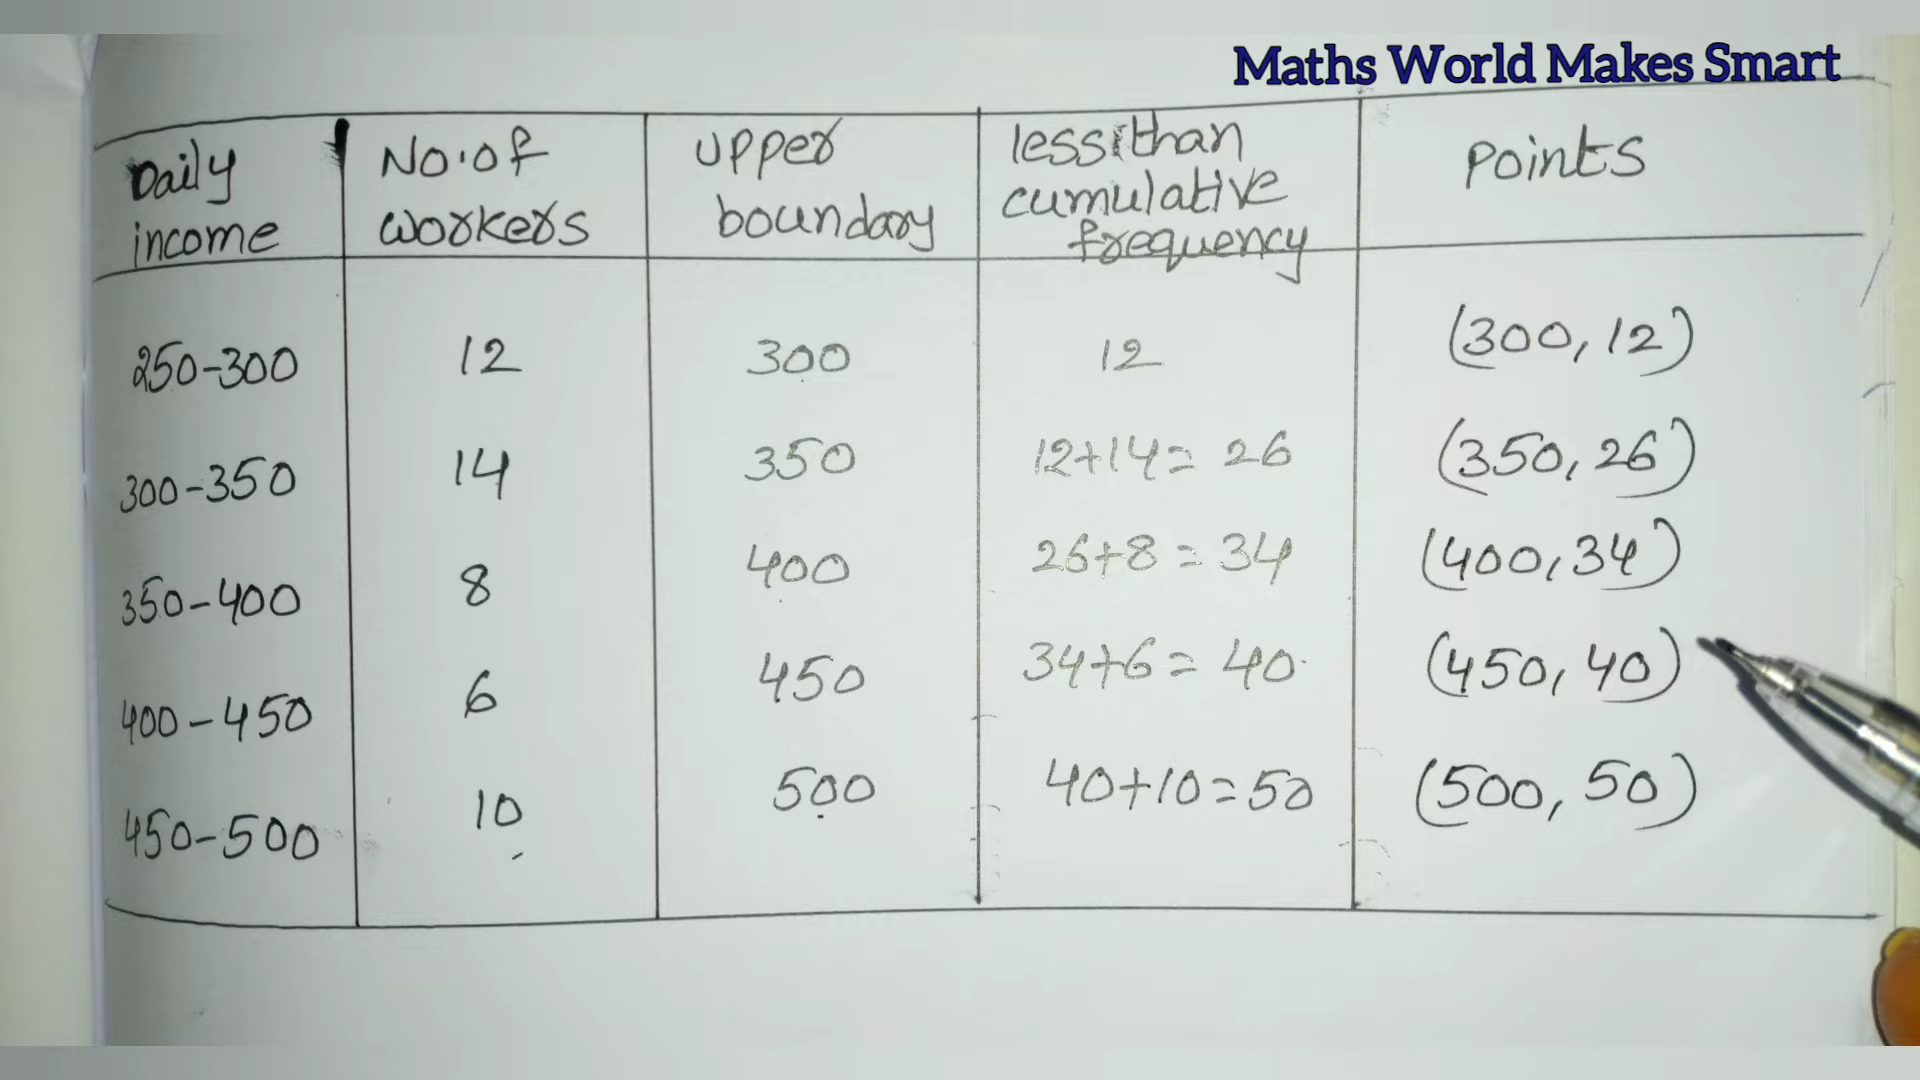 Maths World Makes Smart
Daily income | No. of workers | upper boundary | less than cumulative frequency | points
250-300 | 12 | 300 | 12 | (300, 12)
300-350 | 14 | 350 | 12+14= 26 | (350, 26)
350-400 | 8 | 400 | 26+8 = 34 | (400, 34)
400-450 | 6 | 450 | 34+6 = 40 | (450, 40)
450-500 | 10 | 500 | 40+10=50 | (500, 50)